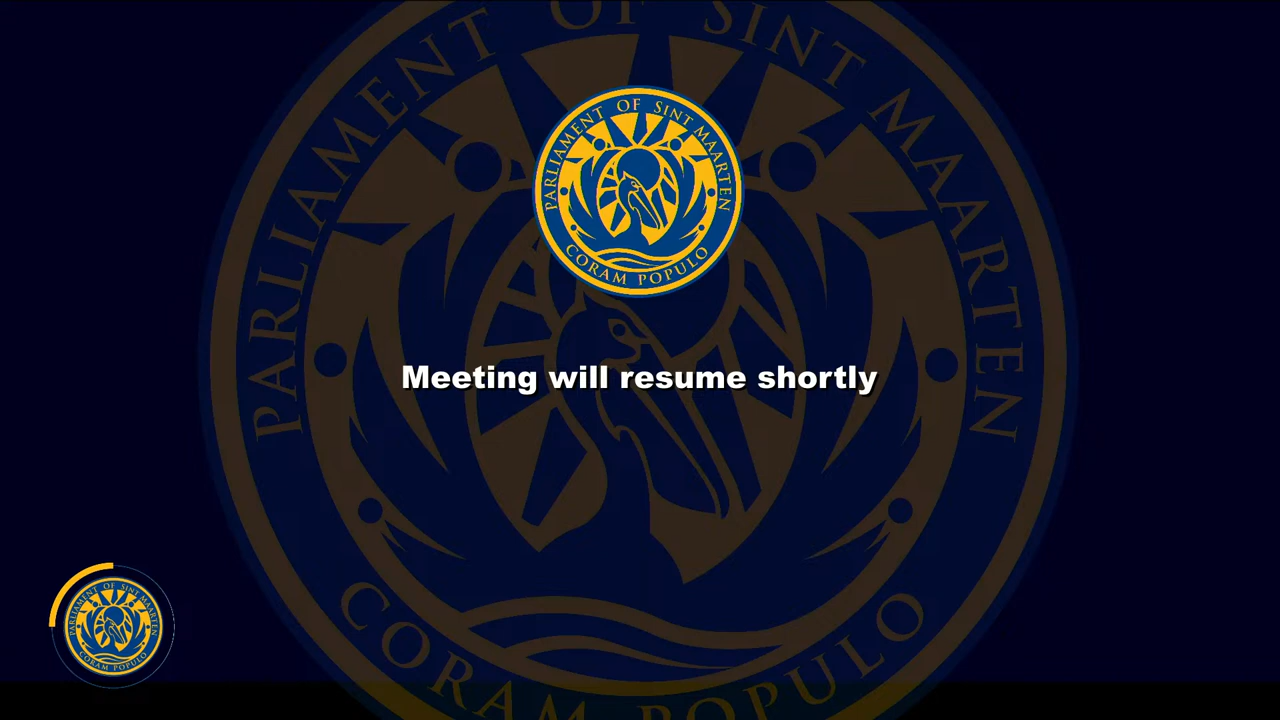 PARLIAMENT OF SINT MAARTEN
CORAM POPULO
PARLIAMENT OF SINT MAARTEN
CORAM POPULO
Meeting will resume shortly
PARLIAMENT OF SINT MAARTEN
CORAM POPULO